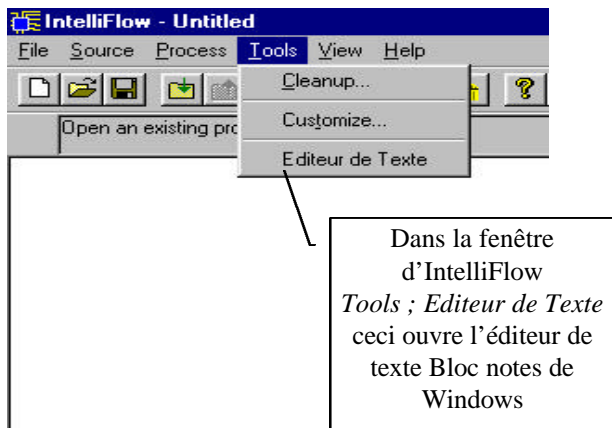 IntelliFlow - Untitled
File Source Process Tools View Help
Cleanup...
Customize...
Editeur de Texte
Open an existing pro
Dans la fenêtre
d'IntelliFlow
Tools ; Editeur de Texte
ceci ouvre l'éditeur de
texte Bloc notes de
Windows